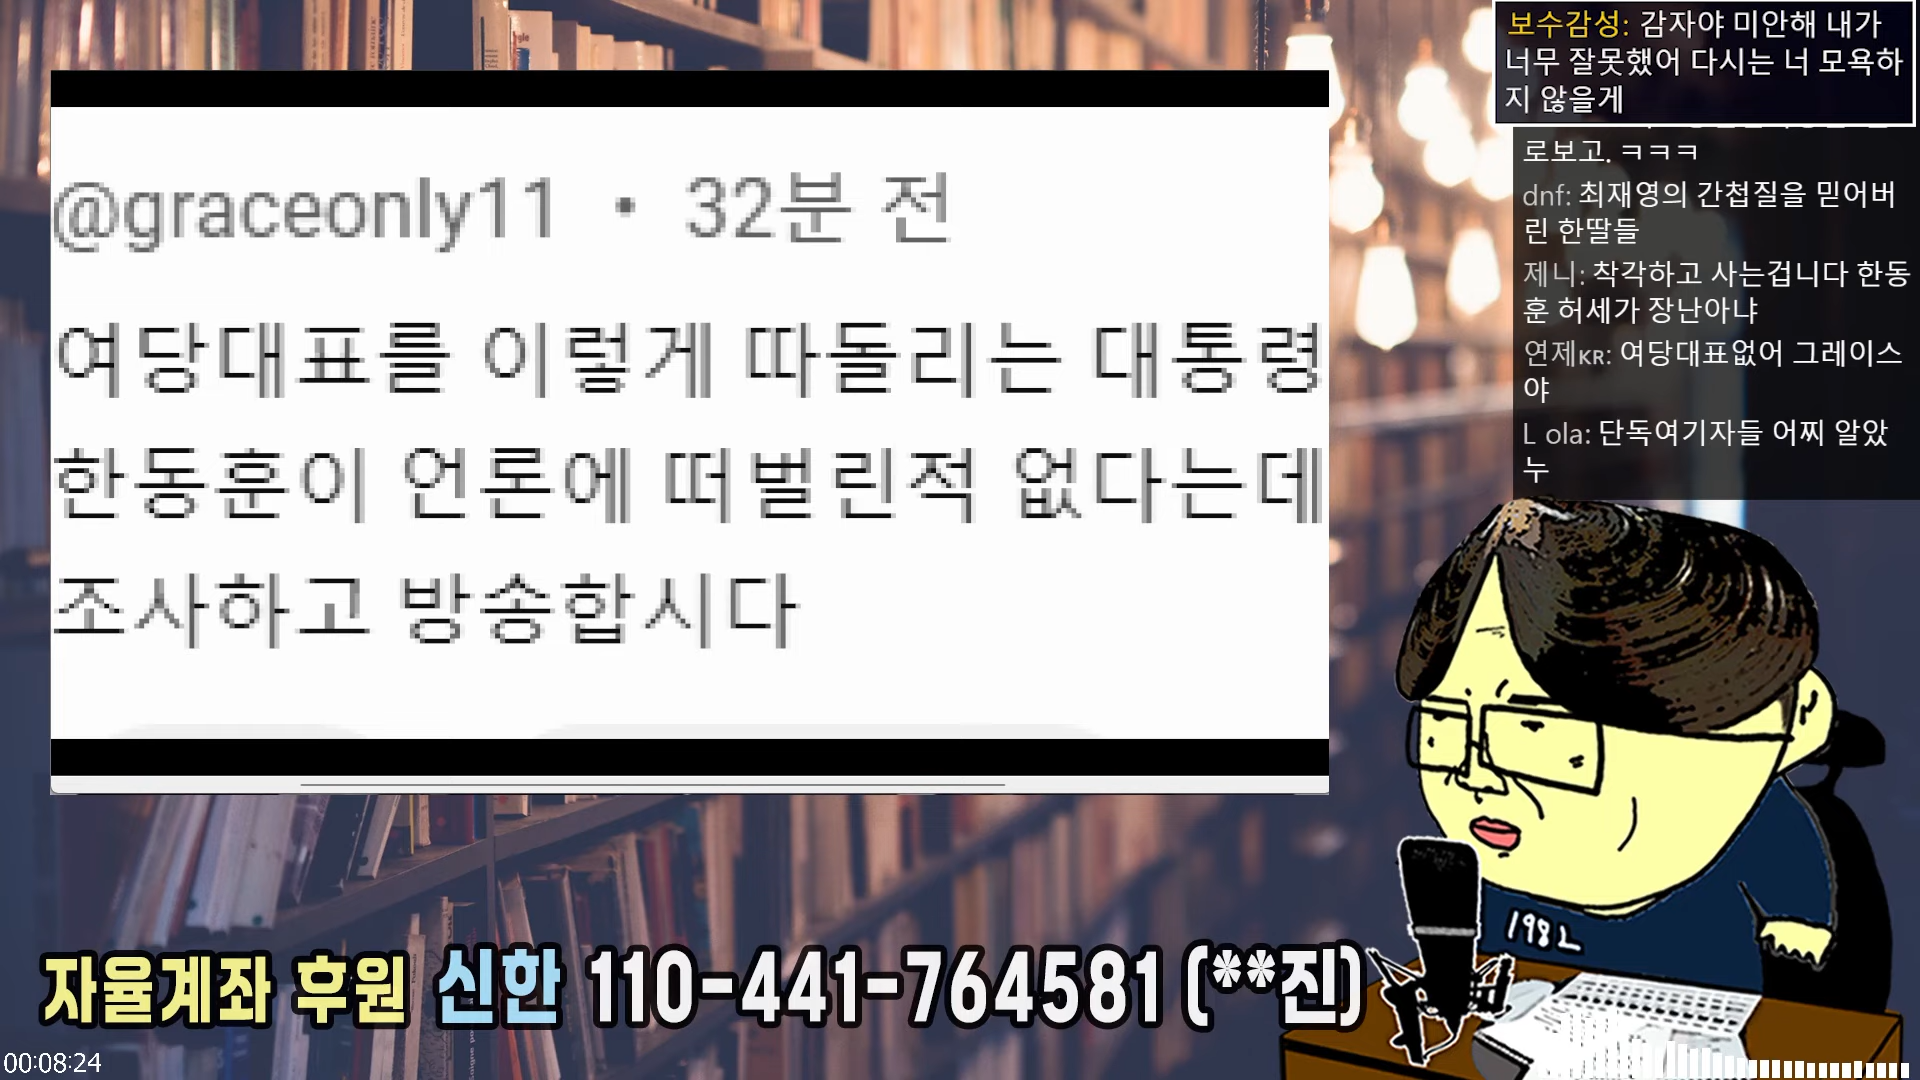 @graceonly11 • 32분 전
여당대표를 이렇게 따돌리는 대통령
한동훈이 언론에 떠벌린적 없다는데
조사하고 방송합시다
보수감성: 감자야 미안해 내가
너무 잘못했어 다시는 너 모욕하
지 않을게
로보고. ㅋㅋㅋ
dnf: 최재영의 간첩질을 믿어버
린 한딸들
제니: 착각하고 사는겁니다 한동
훈 허세가 장난아냐
연제KR: 여당대표없어 그레이스
야
L ola: 단독여기자들 어찌 알았
누
1982
자율계좌 후원 신한 110-441-764581 (**진)
00:08:24